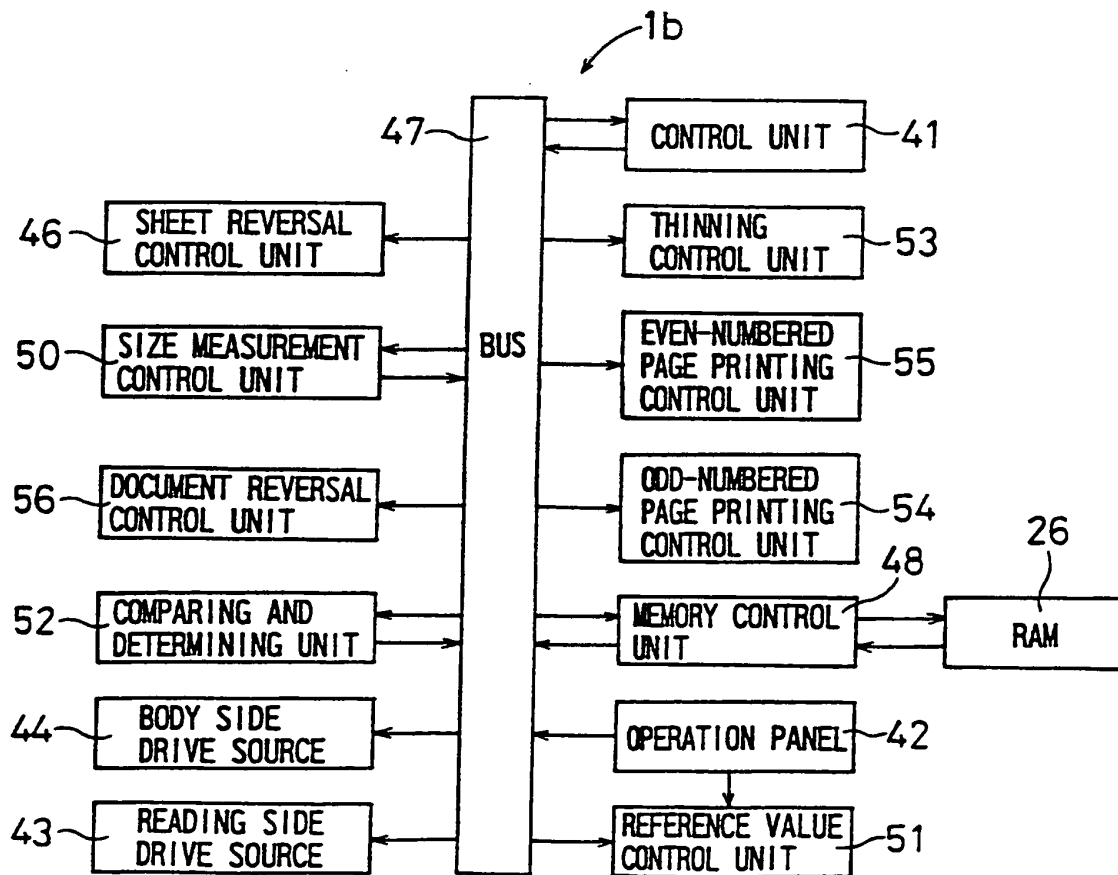 1b
47
CONTROL UNIT
41
46
SHEET REVERSAL
CONTROL UNIT
THINNING
CONTROL UNIT
53
50
SIZE MEASUREMENT
CONTROL UNIT
BUS
EVEN-NUMBERED
PAGE PRINTING
CONTROL UNIT
55
56
DOCUMENT REVERSAL
CONTROL UNIT
ODD-NUMBERED
PAGE PRINTING
CONTROL UNIT
54
52
COMPARING AND
DETERMINING UNIT
MEMORY CONTROL
UNIT
48
26
RAM
44
BODY SIDE
DRIVE SOURCE
OPERATION PANEL
42
43
READING SIDE
DRIVE SOURCE
REFERENCE VALUE
CONTROL UNIT
51